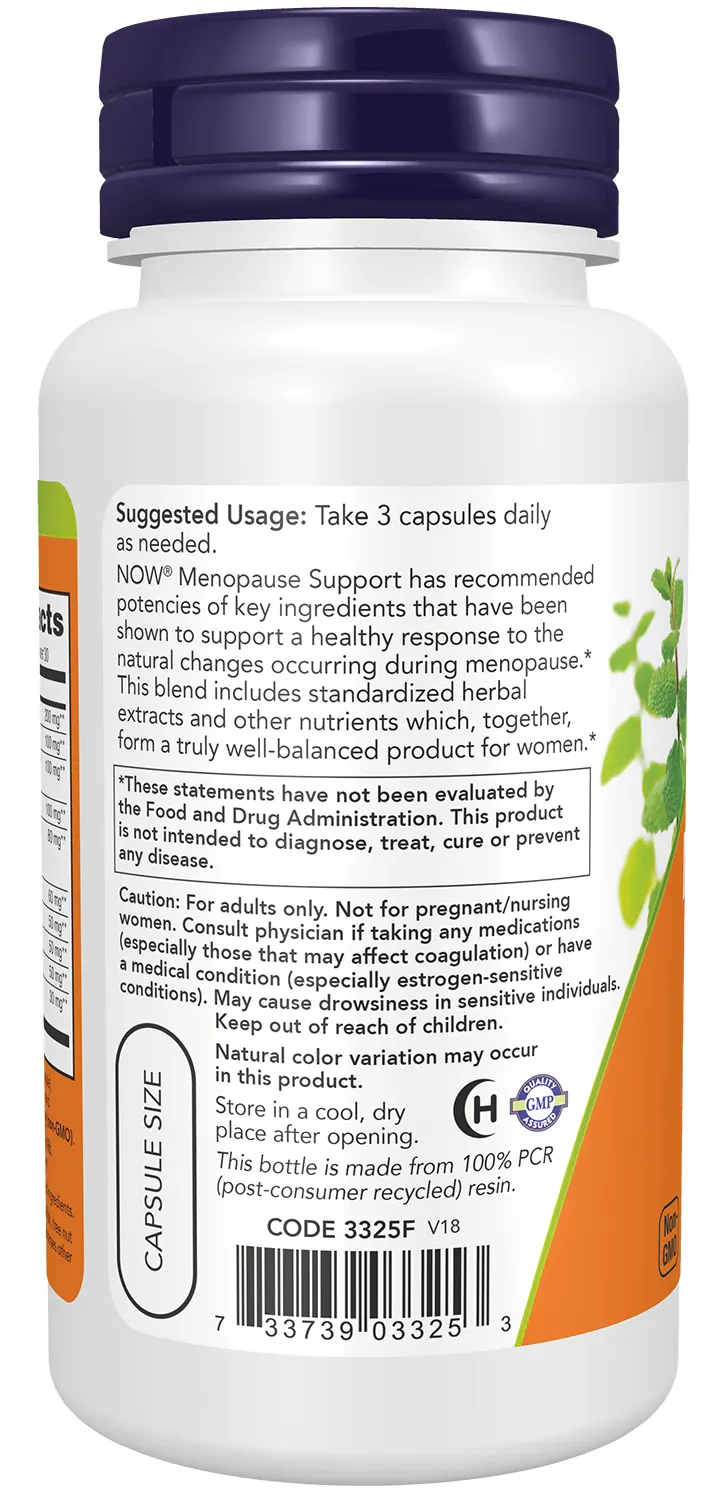 Suggested Usage: Take 3 capsules daily
as needed.
NOW® Menopause Support has recommended
potencies of key ingredients that have been
shown to support a healthy response to the
natural changes occurring during menopause.*
This blend includes standardized herbal
extracts and other nutrients which, together,
form a truly well-balanced product for women.*
*These statements have not been evaluated by
the Food and Drug Administration. This product
is not intended to diagnose, treat, cure or prevent
any disease.
Caution: For adults only. Not for pregnant/nursing
women. Consult physician if taking any medications
(especially those that may affect coagulation) or have
a medical condition (especially estrogen-sensitive
conditions). May cause drowsiness in sensitive individuals.
Keep out of reach of children.
Natural color variation may occur
in this product.
Store in a cool, dry
place after opening.
This bottle is made from 100% PCR
(post-consumer recycled) resin.
CODE 3325F V18
7 33739 03325 3
CAPSULE SIZE
H
QUALITY
GMP
ASSURED
Non-
GMO
200 mg**
100 mg**
100 mg**
100 mg**
80 mg**
60 mg**
50 mg**
50 mg**
50 mg**
30 mg**